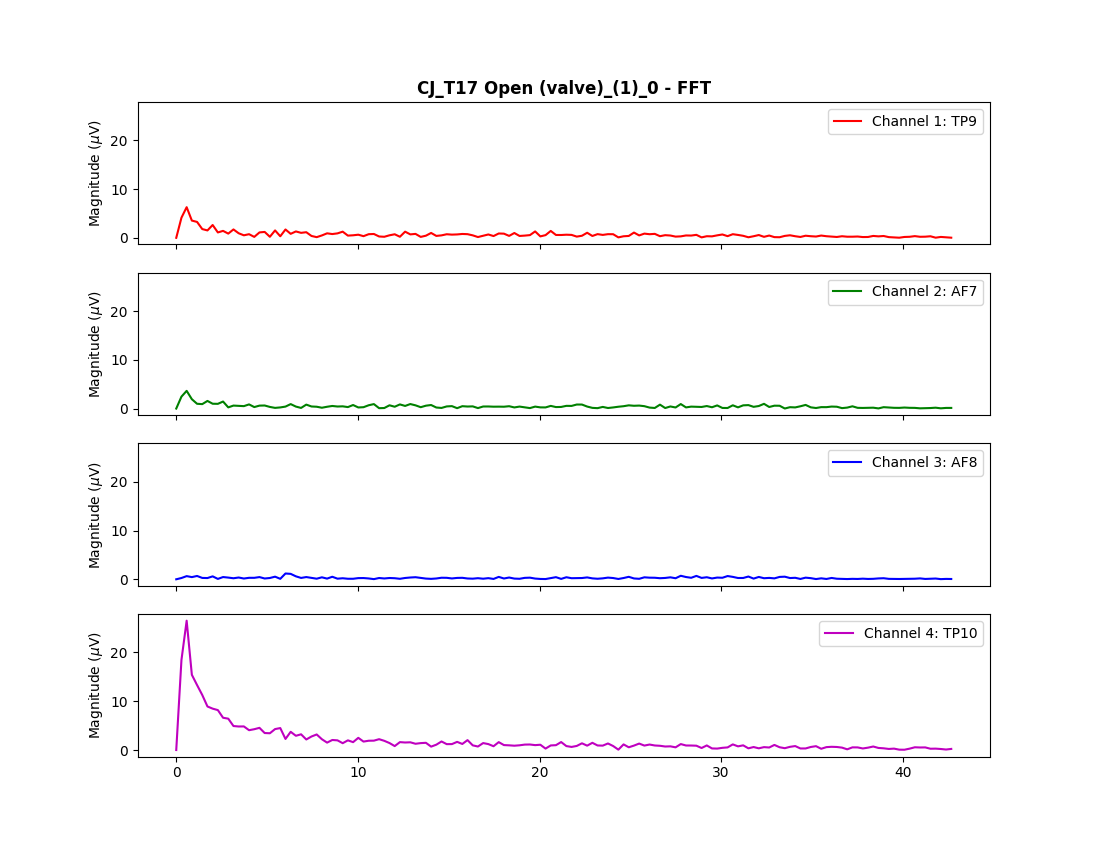 CJ_T17 Open (valve)_(1)_0 - FFT
Magnitude (μV)
20
10
0
Channel 1: TP9
Magnitude (μV)
20
10
0
Channel 2: AF7
Magnitude (μV)
20
10
0
Channel 3: AF8
Magnitude (μV)
20
10
0
Channel 4: TP10
0 10 20 30 40